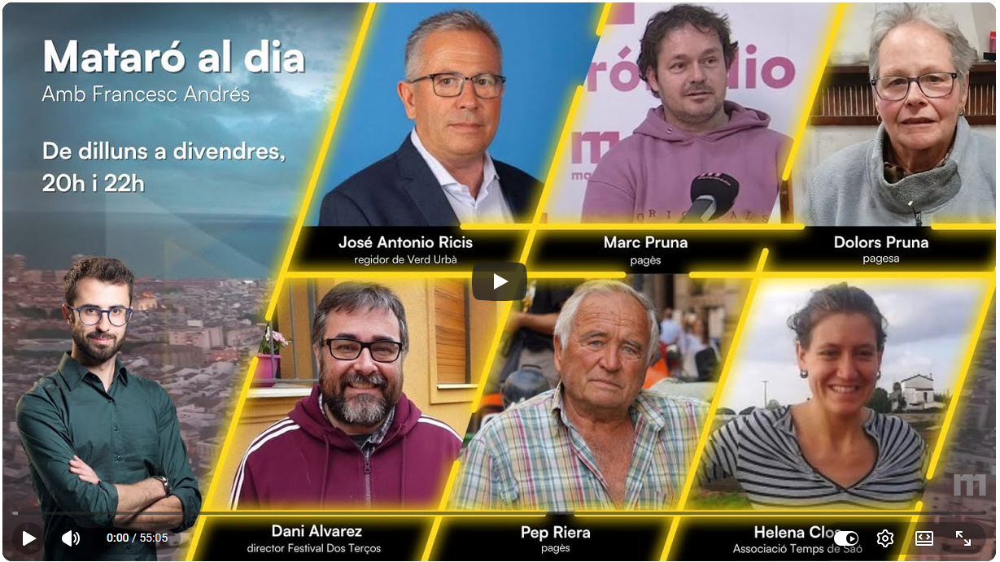 Mataró al dia
Amb Francesc Andrés
De dilluns a divendres,
20h i 22h
José Antonio Ricis
regidor de Verd Urbà
Marc Pruna
pagès
Dolors Pruna
pagesa
Dani Alvarez
director Festival Dos Terços
Pep Riera
pagès
Helena
Associació Temps de Saó
m
0:00 / 55:05